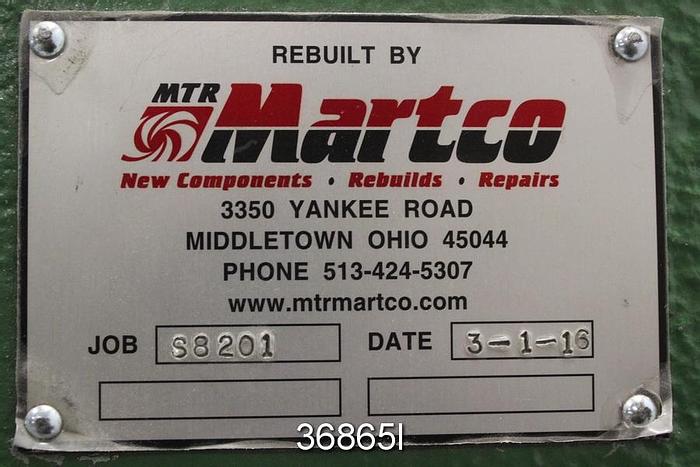 REBUILT BY
MTR Martco
New Components • Rebuilds • Repairs
3350 YANKEE ROAD
MIDDLETOWN OHIO 45044
PHONE 513-424-5307
www.mtrmartco.com
JOB S8201 DATE 3-1-16
36865I